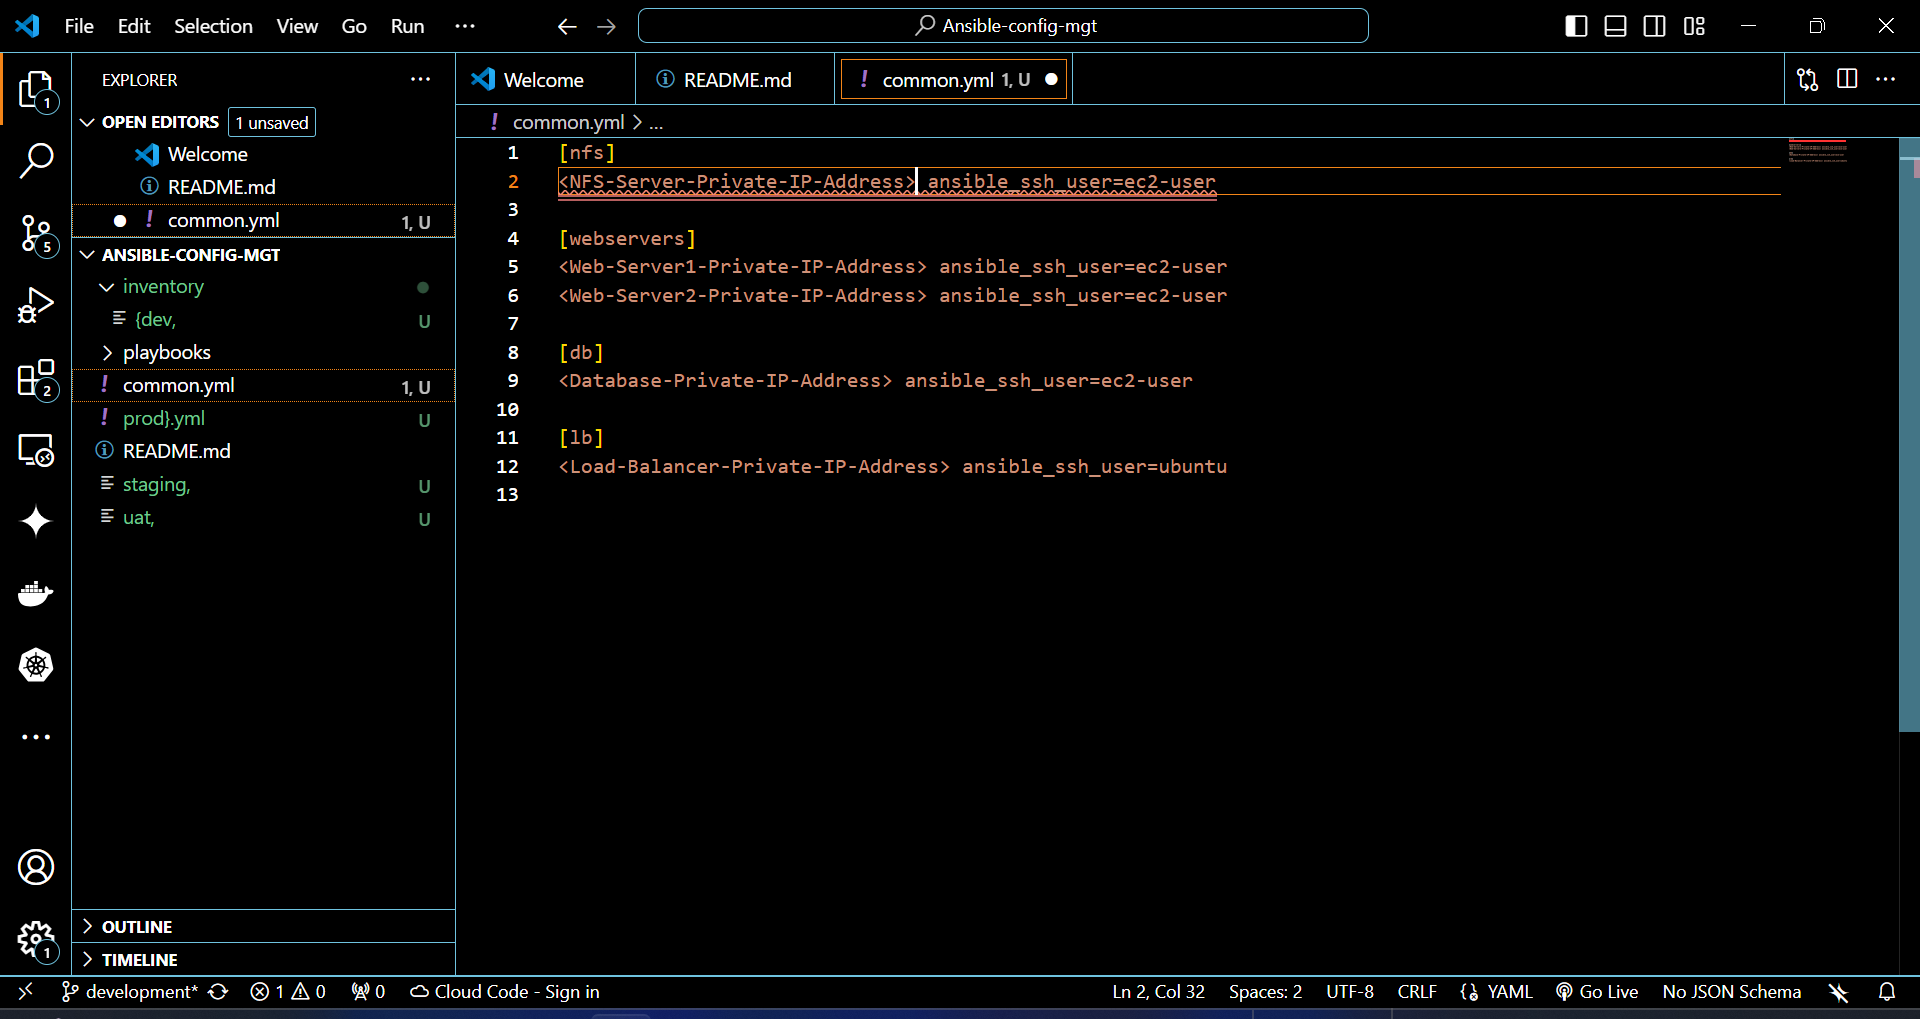 File Edit Selection View Go Run ···
Ansible-config-mgt
EXPLORER ···
Welcome
README.md
! common.yml 1, U
OPEN EDITORS 1 unsaved
! common.yml > ...
Welcome
README.md
! common.yml 1, U
ANSIBLE-CONFIG-MGT
inventory
{dev, U
playbooks
! common.yml 1, U
! prod}.yml U
README.md
staging, U
uat, U
OUTLINE
TIMELINE
1 [nfs]
2 <NFS-Server-Private-IP-Address> ansible_ssh_user=ec2-user
3
4 [webservers]
5 <Web-Server1-Private-IP-Address> ansible_ssh_user=ec2-user
6 <Web-Server2-Private-IP-Address> ansible_ssh_user=ec2-user
7
8 [db]
9 <Database-Private-IP-Address> ansible_ssh_user=ec2-user
10
11 [lb]
12 <Load-Balancer-Private-IP-Address> ansible_ssh_user=ubuntu
13
1
5
2
1
development* 1 0 0 Cloud Code - Sign in Ln 2, Col 32 Spaces: 2 UTF-8 CRLF YAML Go Live No JSON Schema